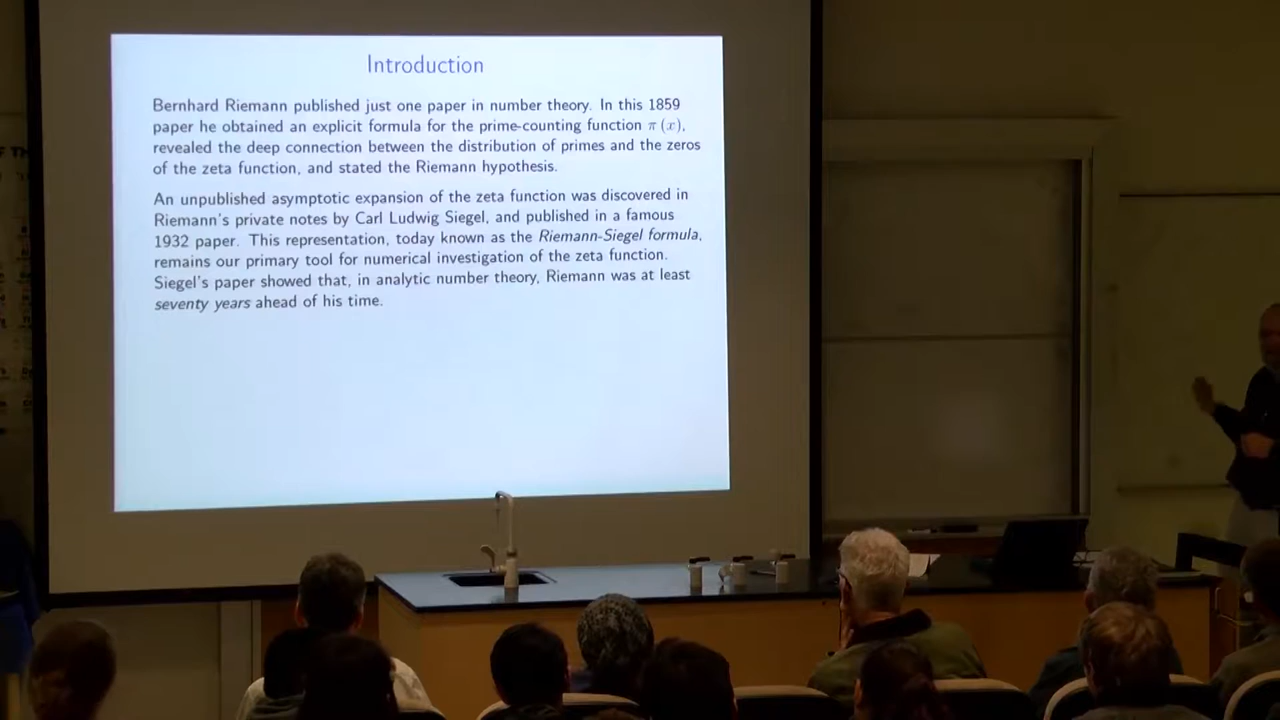 Introduction
Bernhard Riemann published just one paper in number theory. In this 1859
paper he obtained an explicit formula for the prime-counting function π (x),
revealed the deep connection between the distribution of primes and the zeros
of the zeta function, and stated the Riemann hypothesis.
An unpublished asymptotic expansion of the zeta function was discovered in
Riemann's private notes by Carl Ludwig Siegel, and published in a famous
1932 paper. This representation, today known as the Riemann-Siegel formula,
remains our primary tool for numerical investigation of the zeta function.
Siegel's paper showed that, in analytic number theory, Riemann was at least
seventy years ahead of his time.